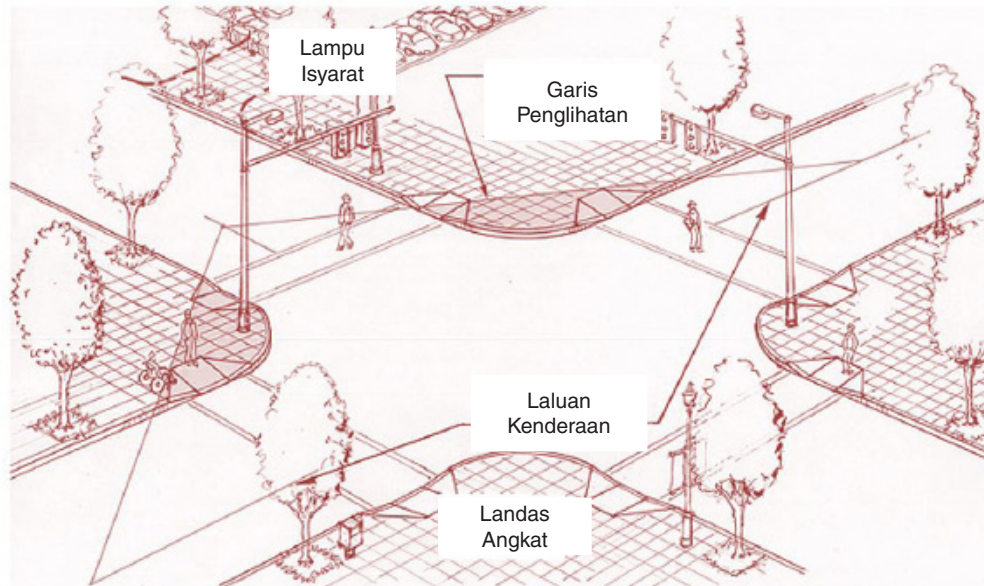 Lampu
Isyarat
Garis
Penglihatan
Laluan
Kenderaan
Landas
Angkat